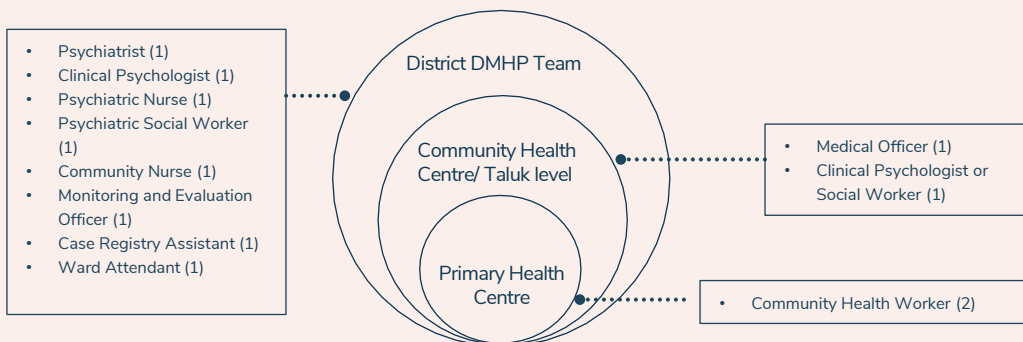 • Psychiatrist (1)
• Clinical Psychologist (1)
• Psychiatric Nurse (1)
• Psychiatric Social Worker
(1)
• Community Nurse (1)
• Monitoring and Evaluation
Officer (1)
• Case Registry Assistant (1)
• Ward Attendant (1)
District DMHP Team
Community Health
Centre/ Taluk level
Primary Health
Centre
• Medical Officer (1)
• Clinical Psychologist or
Social Worker (1)
• Community Health Worker (2)